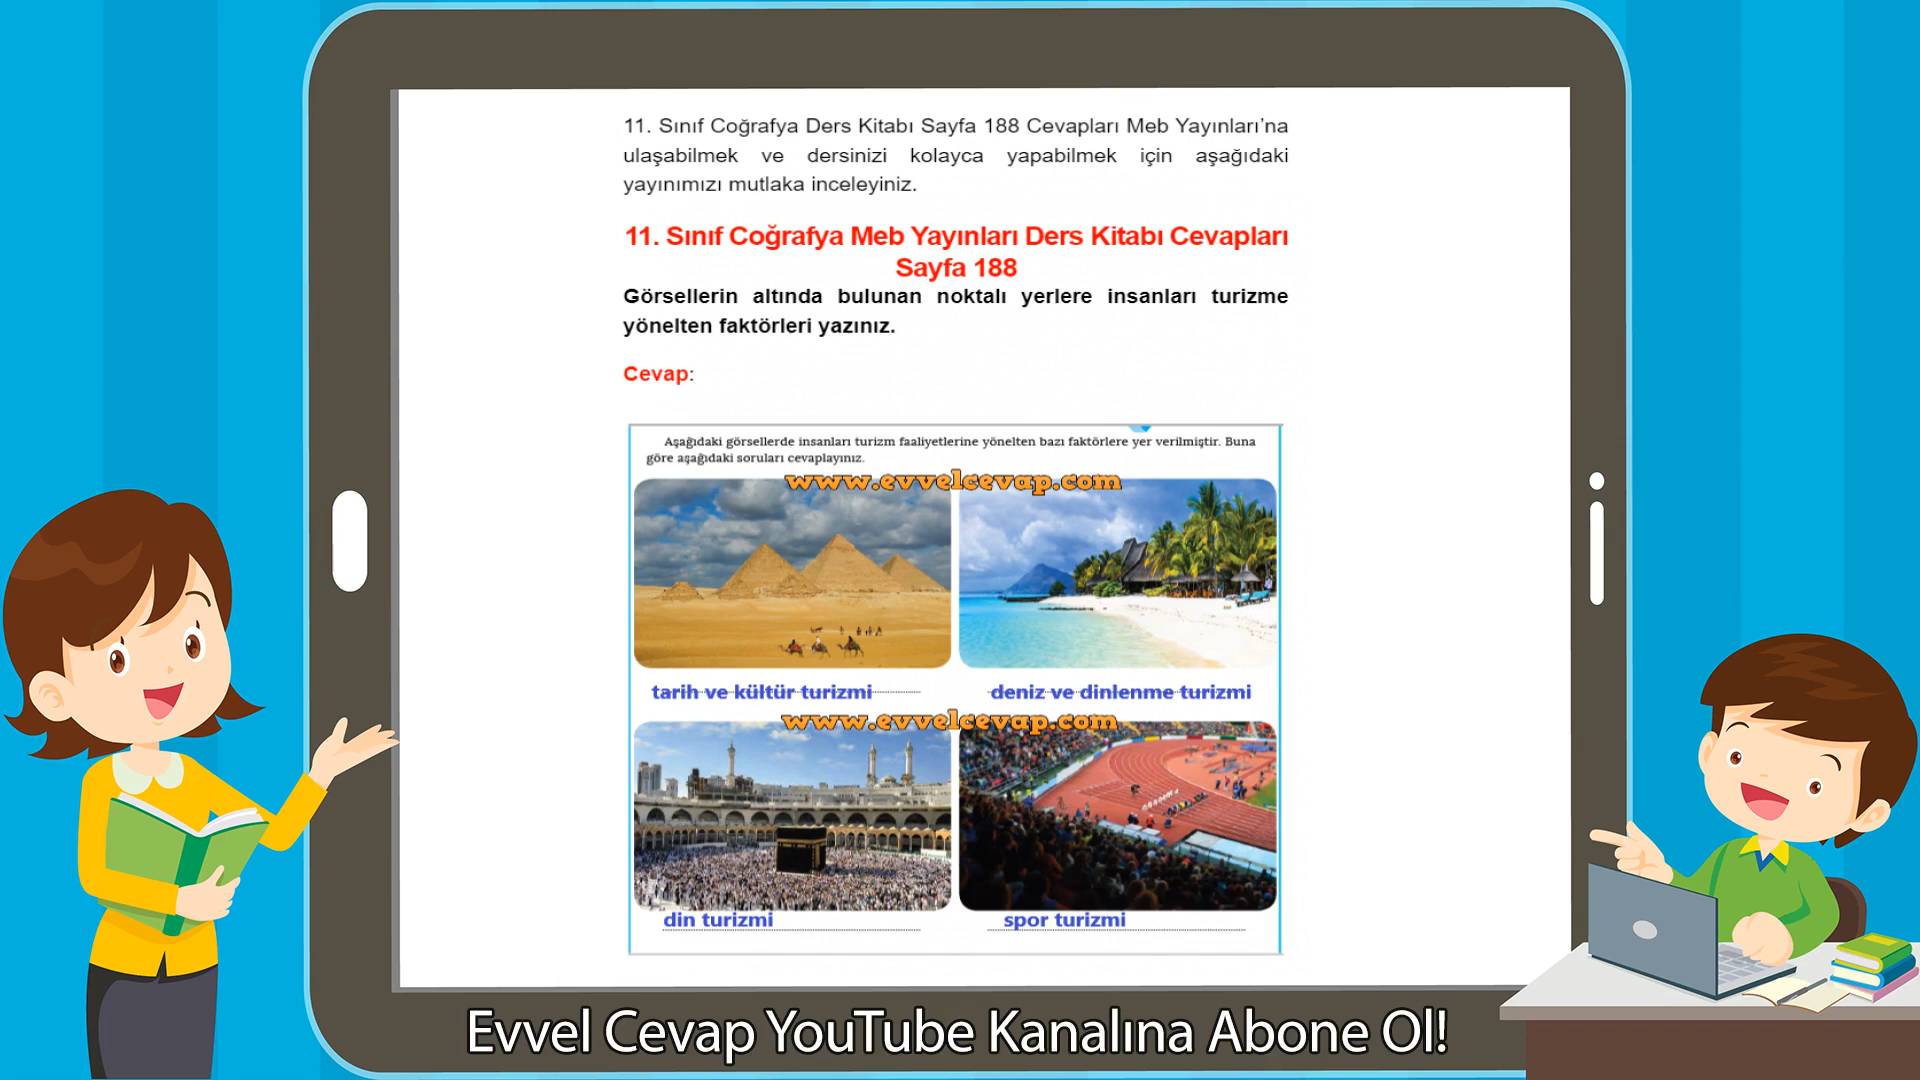 11. Sınıf Coğrafya Ders Kitabı Sayfa 188 Cevapları Meb Yayınları’na
ulaşabilmek ve dersinizi kolayca yapabilmek için aşağıdaki
yayınımızı mutlaka inceleyiniz.
11. Sınıf Coğrafya Meb Yayınları Ders Kitabı Cevapları
Sayfa 188
Görsellerin altında bulunan noktalı yerlere insanları turizme
yönelten faktörleri yazınız.
Cevap:
Aşağıdaki görsellerde insanları turizm faaliyetlerine yönelten bazı faktörlere yer verilmiştir. Buna
göre aşağıdaki soruları cevaplayınız.
www.evvelcevap.com
tarih ve kültür turizmi
deniz ve dinlenme turizmi
www.evvelcevap.com
din turizmi
spor turizmi
Evvel Cevap YouTube Kanalına Abone Ol!